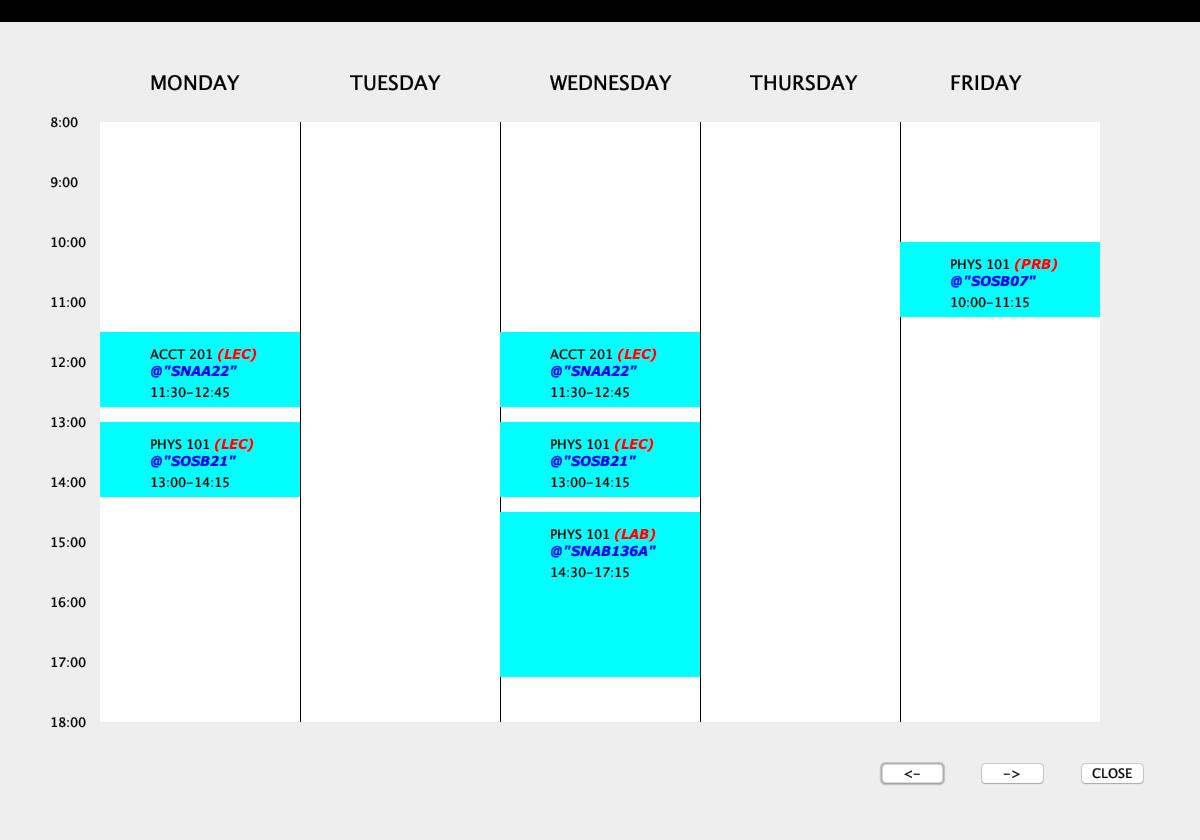 MONDAY TUESDAY WEDNESDAY THURSDAY FRIDAY
8:00
9:00
10:00
11:00
12:00
13:00
14:00
15:00
16:00
17:00
18:00
ACCT 201 (LEC)
@"SNAA22"
11:30-12:45
PHYS 101 (LEC)
@"SOSB21"
13:00-14:15
ACCT 201 (LEC)
@"SNAA22"
11:30-12:45
PHYS 101 (LEC)
@"SOSB21"
13:00-14:15
PHYS 101 (LAB)
@"SNAB136A"
14:30-17:15
PHYS 101 (PRB)
@"SOSB07"
10:00-11:15
<- -> CLOSE